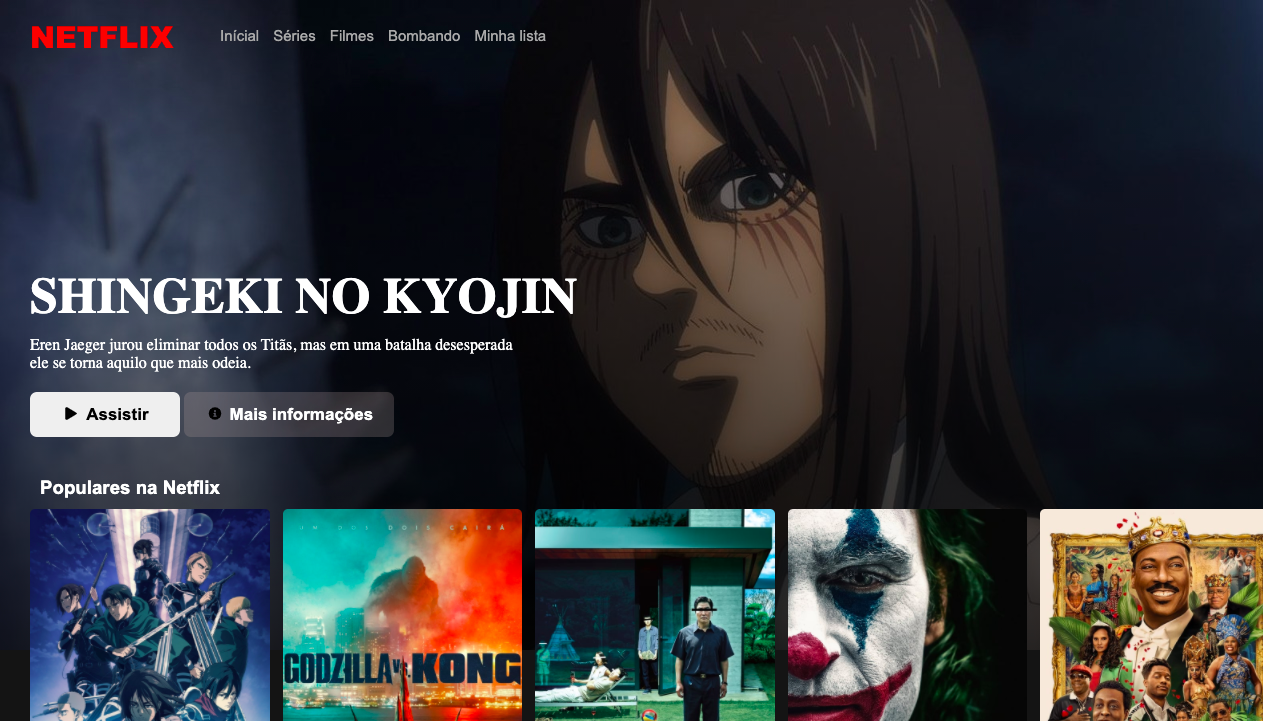 NETFLIX
Inícial Séries Filmes Bombando Minha lista
SHINGEKI NO KYOJIN
Eren Jaeger jurou eliminar todos os Titãs, mas em uma batalha desesperada
ele se torna aquilo que mais odeia.
Assistir Mais informações
Populares na Netflix
UM DOS DOIS CAIRÁ
GODZILLA vs KONG